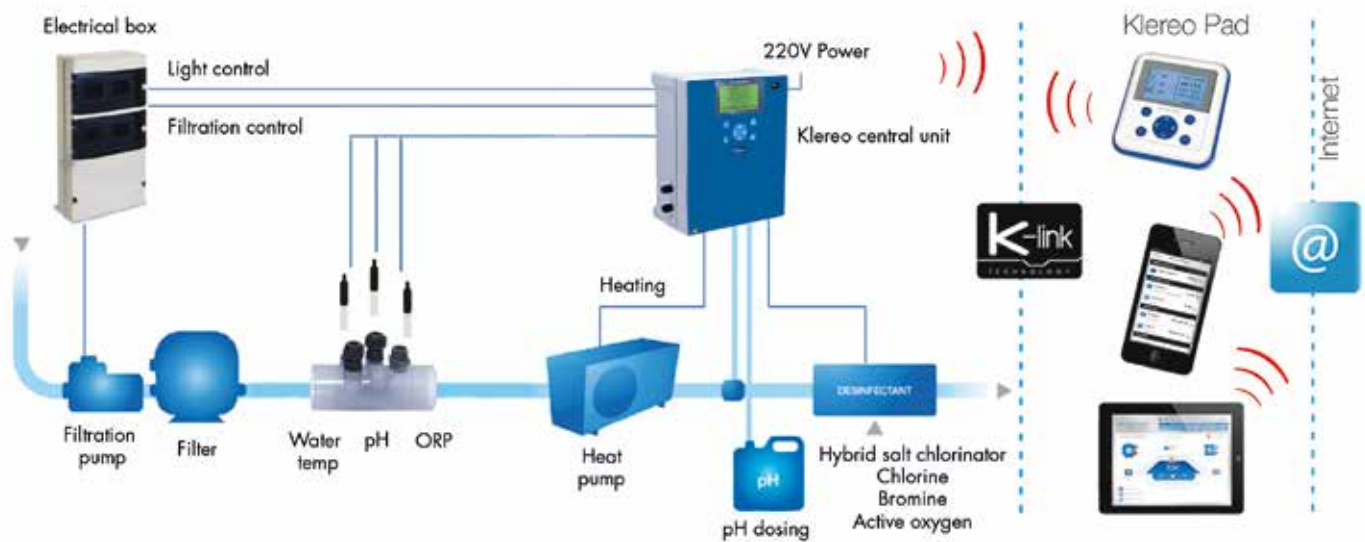 Electrical box
Light control
Filtration control
220V Power
Klereo central unit
Klereo Pad
Internet
K-link
TECHNOLOGY
@
Heating
DESINFECTANT
Filtration
pump
Filter
Water
temp
pH
ORP
Heat
pump
pH
pH dosing
Hybrid salt chlorinator
Chlorine
Bromine
Active oxygen